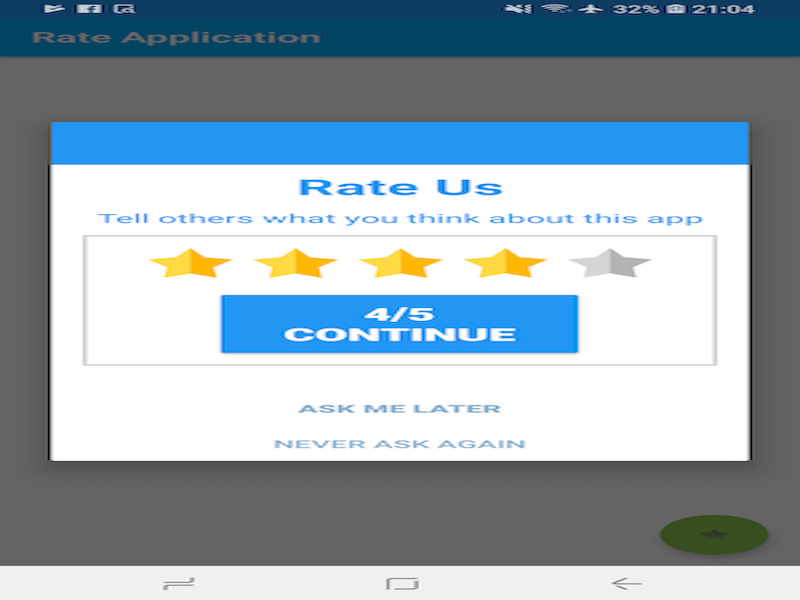 32% 21:04
Rate Application
Rate Us
Tell others what you think about this app
4/5
CONTINUE
ASK ME LATER
NEVER ASK AGAIN